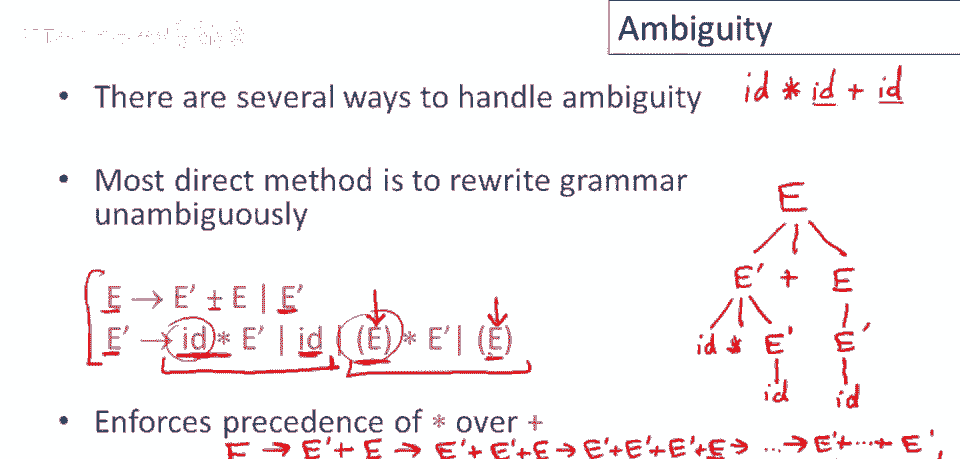 Ambiguity
• There are several ways to handle ambiguity
id * id + id
• Most direct method is to rewrite grammar
unambiguously
E
E' + E
id * E' E'
id id
E → E' + E | E'
E' → id * E' | id | (E) * E' | (E)
• Enforces precedence of * over +
E → E'+ E → E'+E'+E → E'+E'+E'+E → ... → E'+...+ E'